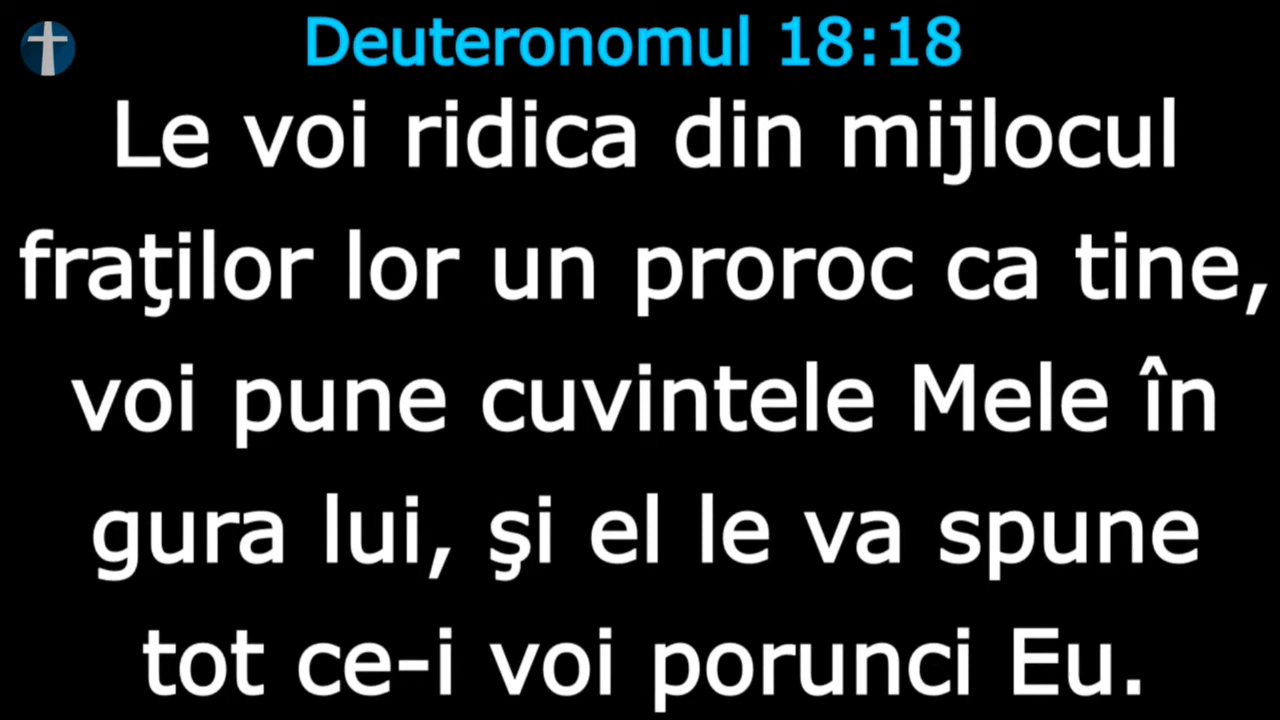 Deuteronomul 18:18
Le voi ridica din mijlocul
fraţilor lor un proroc ca tine,
voi pune cuvintele Mele în
gura lui, şi el le va spune
tot ce-i voi porunci Eu.